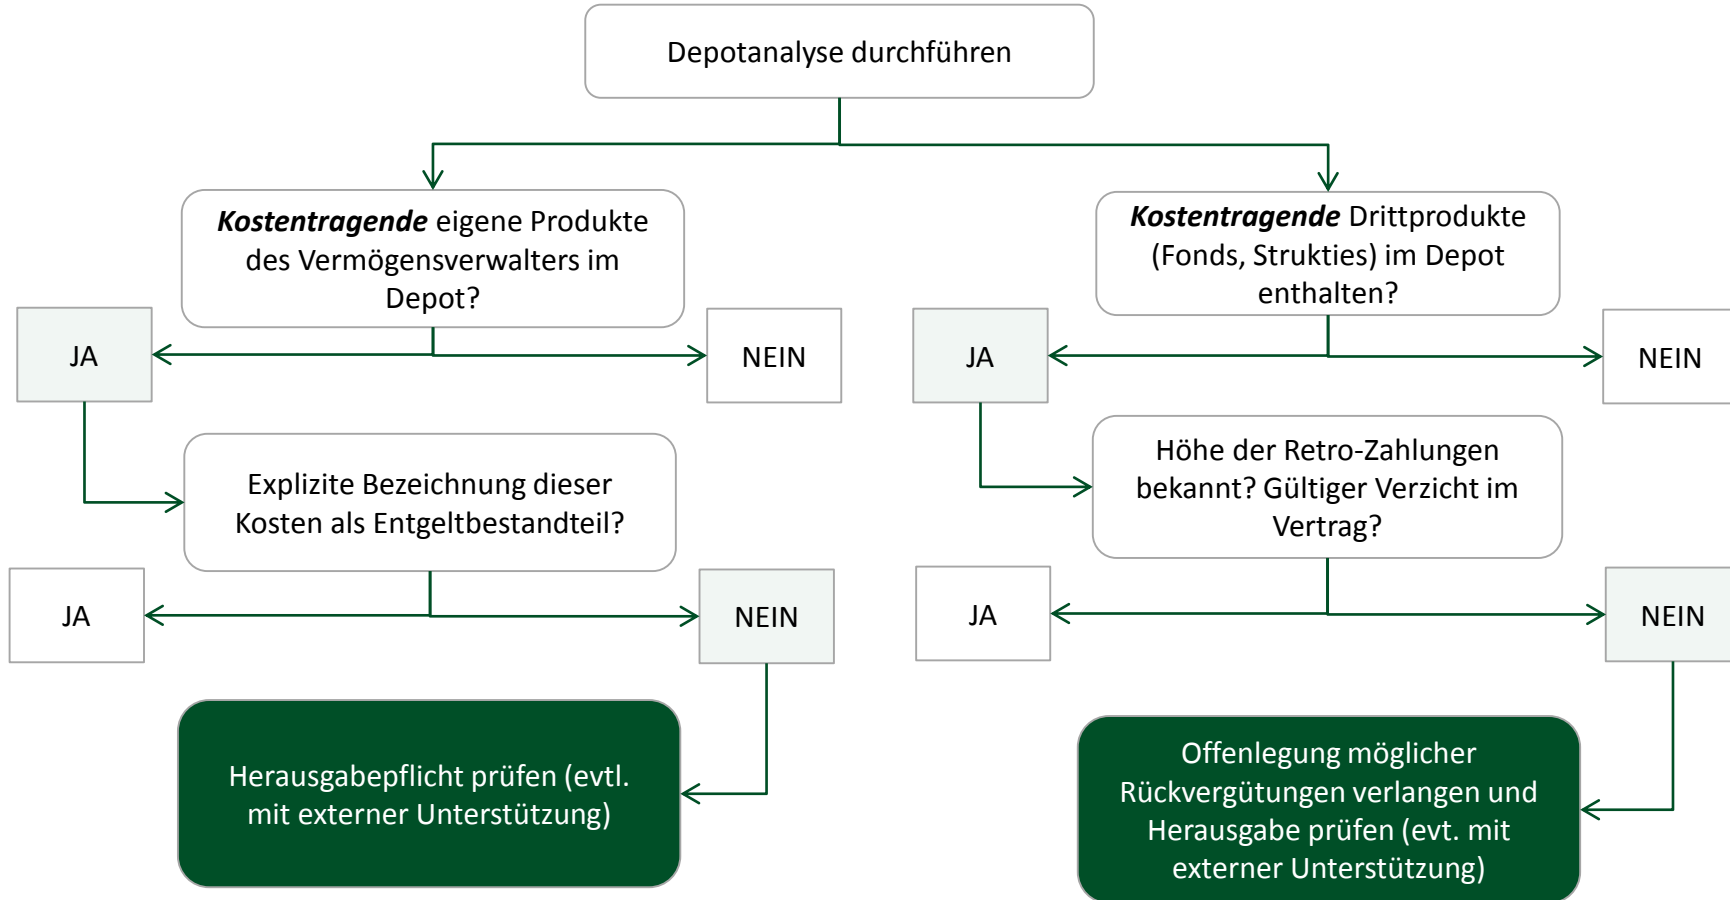 Depotanalyse durchführen
Kostentragende eigene Produkte
des Vermögensverwalters im
Depot?
Kostentragende Drittprodukte
(Fonds, Strukties) im Depot
enthalten?
JA
NEIN
JA
NEIN
Explizite Bezeichnung dieser
Kosten als Entgeltbestandteil?
Höhe der Retro-Zahlungen
bekannt? Gültiger Verzicht im
Vertrag?
JA
NEIN
JA
NEIN
Herausgabepflicht prüfen (evtl.
mit externer Unterstützung)
Offenlegung möglicher
Rückvergütungen verlangen und
Herausgabe prüfen (evt. mit
externer Unterstützung)